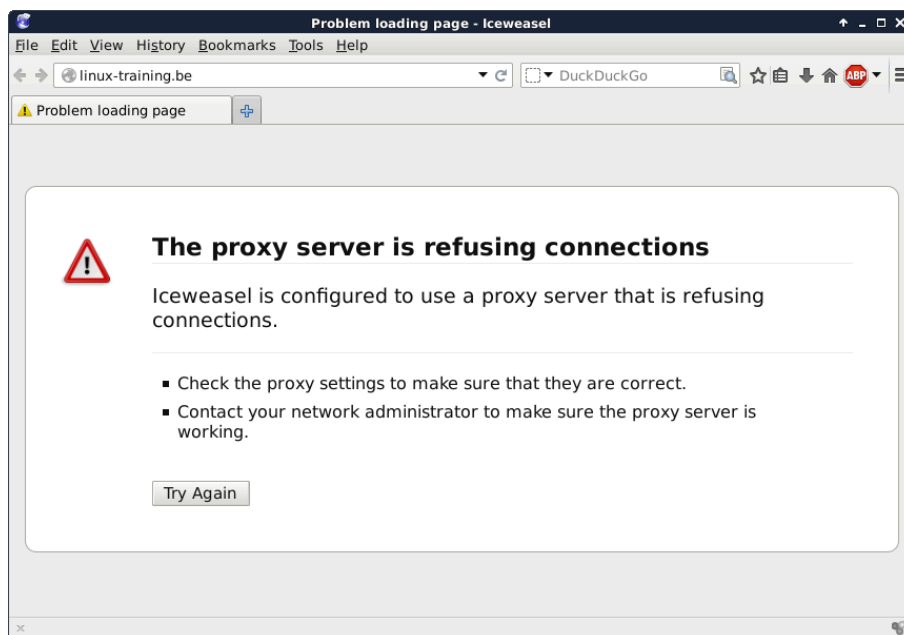 Problem loading page - Iceweasel
File Edit View History Bookmarks Tools Help
linux-training.be DuckDuckGo ABP
Problem loading page
The proxy server is refusing connections
Iceweasel is configured to use a proxy server that is refusing
connections.
Check the proxy settings to make sure that they are correct.
Contact your network administrator to make sure the proxy server is
working.
Try Again